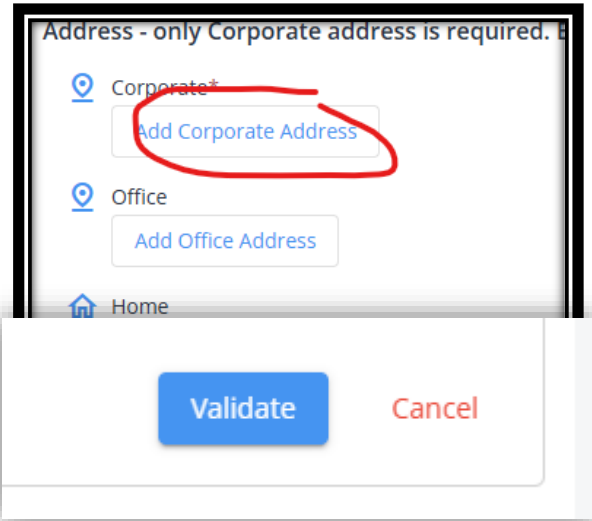 Address - only Corporate address is required.
Corporate*
Add Corporate Address
Office
Add Office Address
Home
Validate Cancel